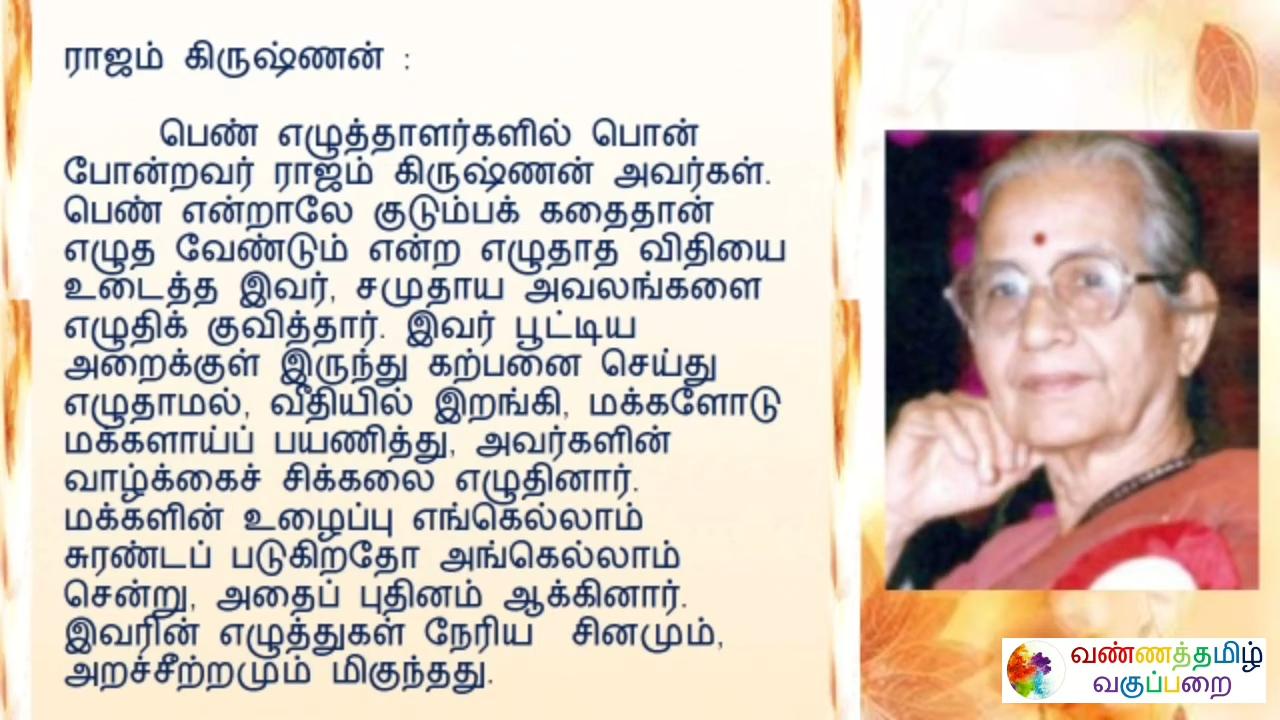 ராஜம் கிருஷ்ணன் :
பெண் எழுத்தாளர்களில் பொன்
போன்றவர் ராஜம் கிருஷ்ணன் அவர்கள்.
பெண் என்றாலே குடும்பக் கதைதான்
எழுத வேண்டும் என்ற எழுதாத விதியை
உடைத்த இவர், சமுதாய அவலங்களை
எழுதிக் குவித்தார். இவர் பூட்டிய
அறைக்குள் இருந்து கற்பனை செய்து
எழுதாமல், வீதியில் இறங்கி, மக்களோடு
மக்களாய்ப் பயணித்து, அவர்களின்
வாழ்க்கைச் சிக்கலை எழுதினார்.
மக்களின் உழைப்பு எங்கெல்லாம்
சுரண்டப் படுகிறதோ அங்கெல்லாம்
சென்று, அதைப் புதினம் ஆக்கினார்.
இவரின் எழுத்துகள் நேரிய சினமும்,
அறச்சீற்றமும் மிகுந்தது.
வண்ணத்தமிழ்
வகுப்பறை